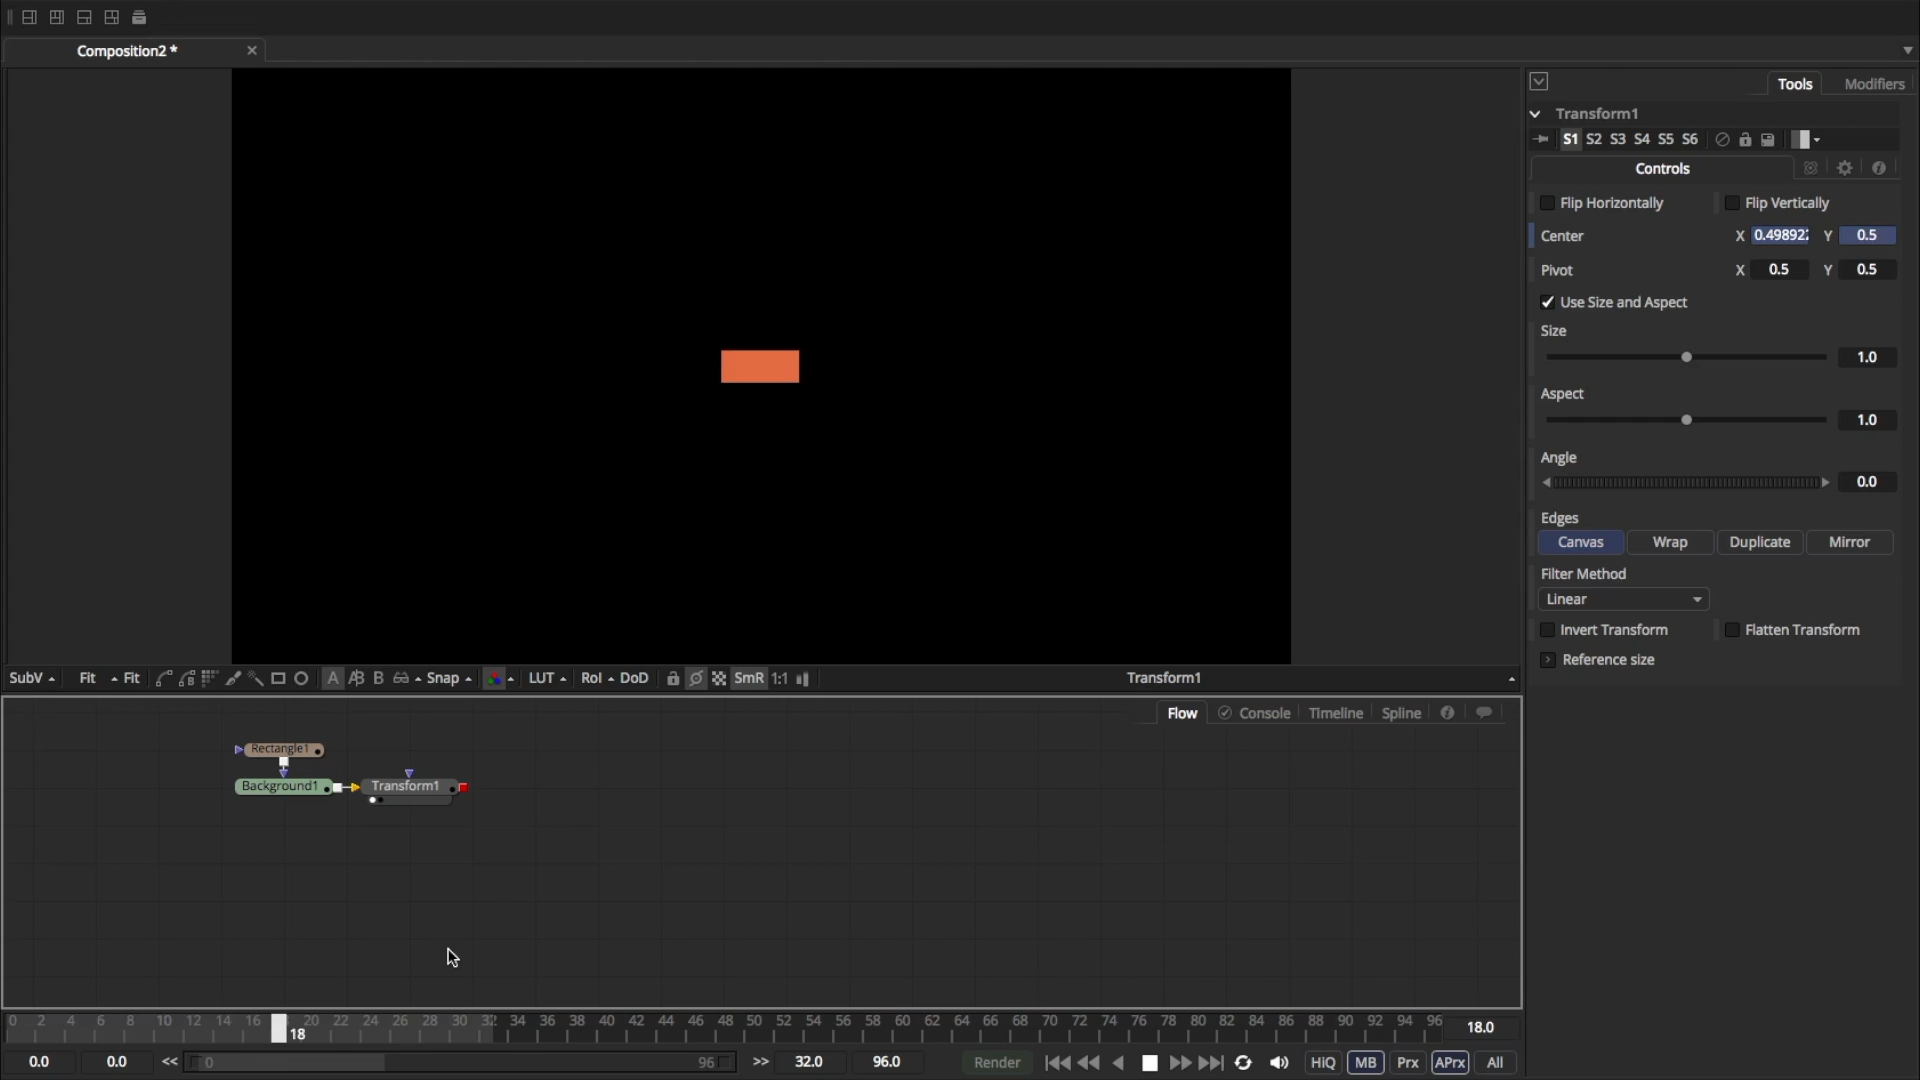 Composition2 *
Tools Modifiers
Transform1
S1 S2 S3 S4 S5 S6
Controls
Flip Horizontally Flip Vertically
Center X 0.49892 Y 0.5
Pivot X 0.5 Y 0.5
Use Size and Aspect
Size
1.0
Aspect
1.0
Angle
0.0
Edges
Canvas Wrap Duplicate Mirror
Filter Method
Linear
Invert Transform Flatten Transform
Reference size
SubV Fit Fit A B Snap LUT RoI DoD SmR 1:1 Transform1
Flow Console Timeline Spline
Rectangle1
Background1 Transform1
0 2 4 6 8 10 12 14 16 20 22 24 26 28 30 32 34 36 38 40 42 44 46 48 50 52 54 56 58 60 62 64 66 68 70 72 74 76 78 80 82 84 86 88 90 92 94 96 18.0
18
0.0 0.0 << 0 96 >> 32.0 96.0 Render HiQ MB Prx APrx All